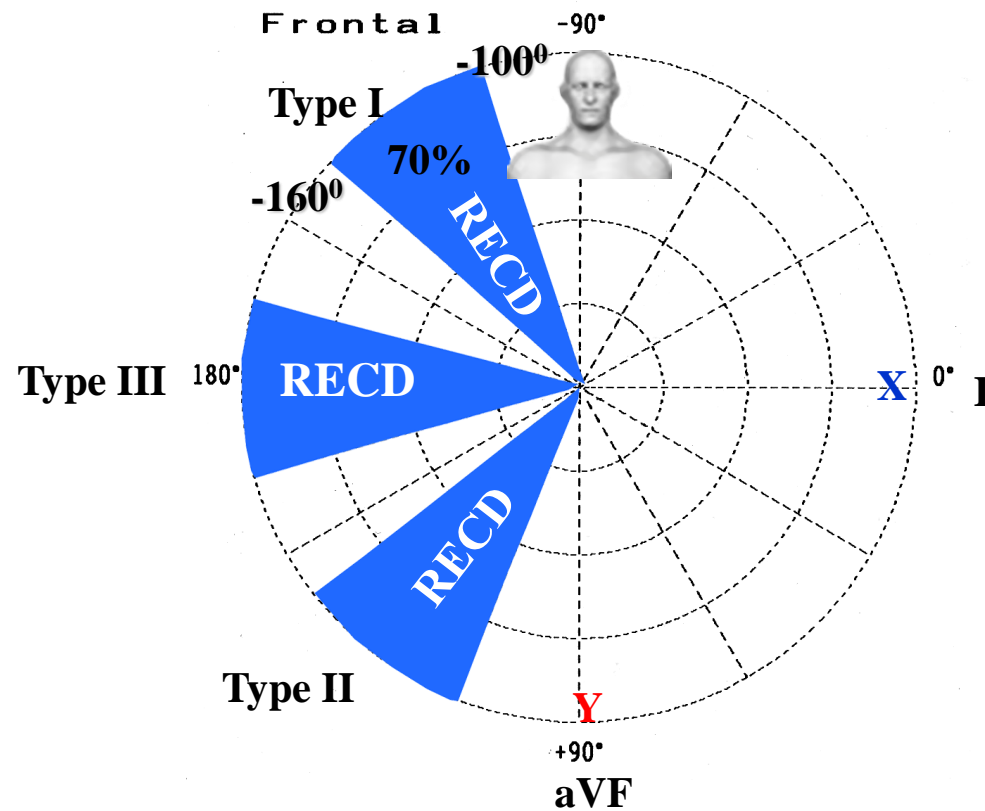 Frontal
-90°
-100⁰
Type I
70%
-160⁰
RECD
Type III
180°
RECD
X
0°
I
RECD
Type II
Y
+90°
aVF